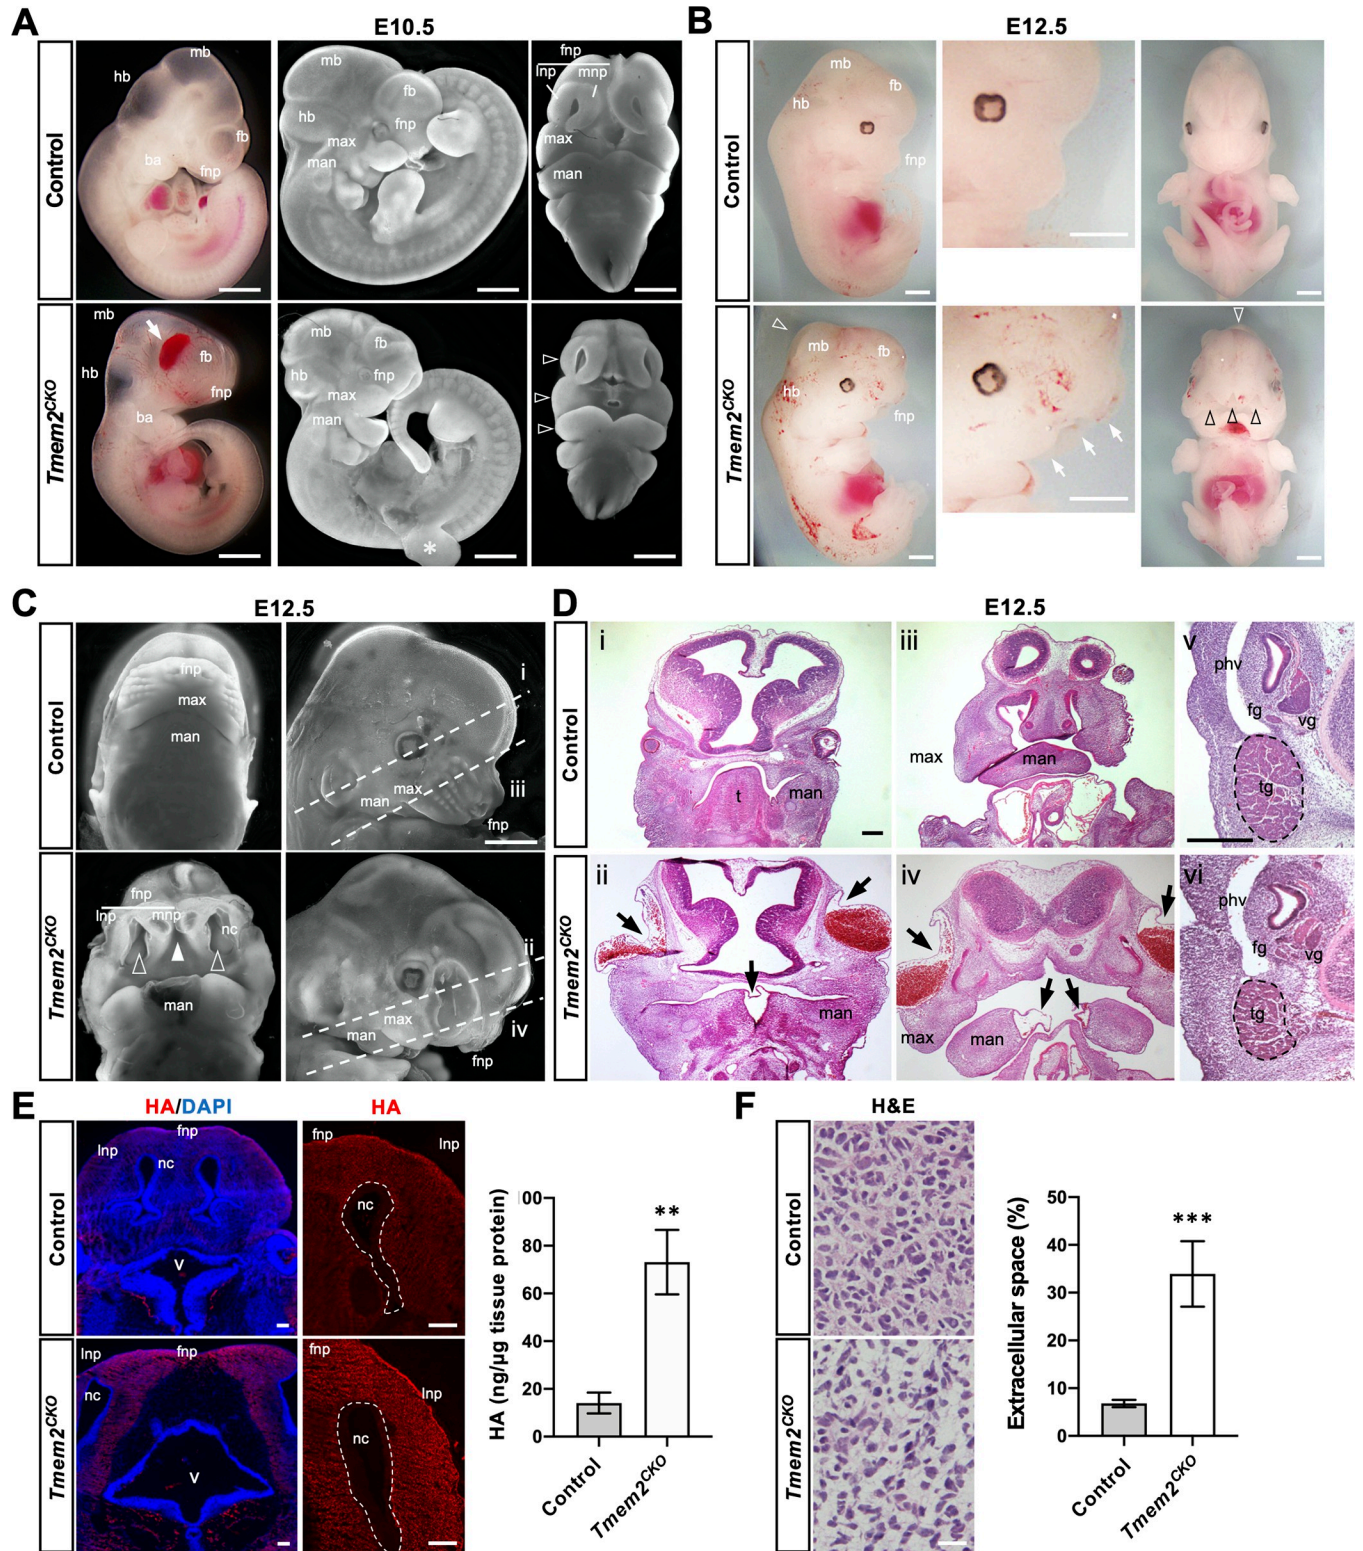 A
E10.5
Control
mb
hb
fb
ba
fnp
mb
fb
hb
fnp
max
man
fnp
lnp
mnp
max
man
Tmem2CKO
mb
hb
fb
fnp
ba
mb
fb
hb
fnp
max
man
*
B
E12.5
Control
mb
fb
hb
fnp
Tmem2CKO
mb
fb
hb
fnp
C
E12.5
Control
fnp
max
man
i
max
man
iii
fnp
Tmem2CKO
fnp
lnp
mnp
nc
man
ii
max
man
iv
fnp
D
E12.5
Control
i
t
man
iii
max
man
v
phv
fg
vg
tg
Tmem2CKO
ii
man
iv
max
man
vi
phv
fg
vg
tg
E
HA/DAPI
HA
Control
fnp
lnp
nc
v
fnp
lnp
nc
Tmem2CKO
lnp
fnp
nc
v
fnp
lnp
nc
HA (ng/µg tissue protein)
00
80
60
40
20
0
**
Control
Tmem2CKO
F
H&E
Control
Tmem2CKO
Extracellular space (%)
50
40
30
20
10
0
***
Control
Tmem2CKO